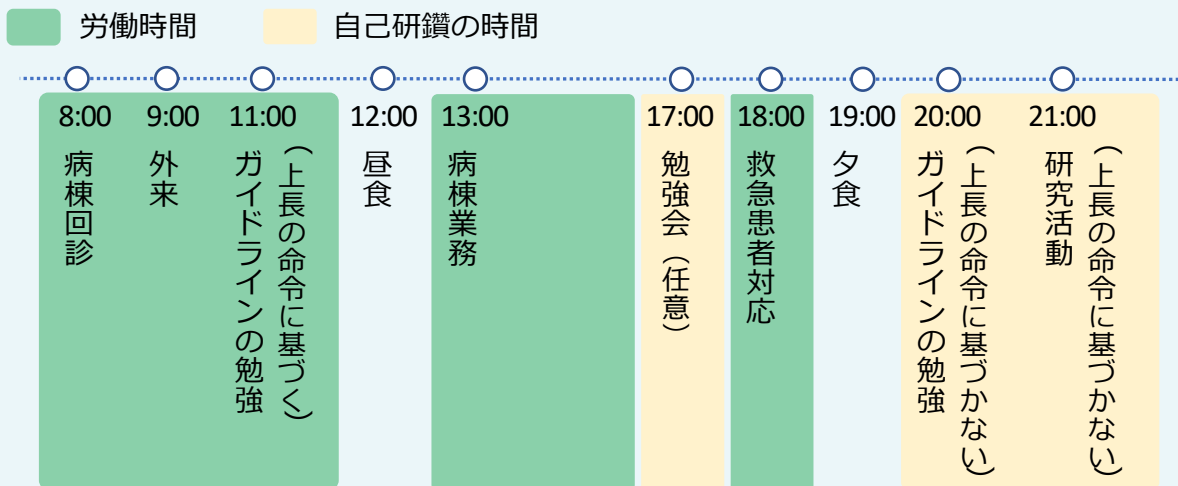 労働時間
自己研鑽の時間
8:00
病棟回診
9:00
外来
11:00
ガイドラインの勉強
（上長の命令に基づく）
12:00
昼食
13:00
病棟業務
17:00
勉強会（任意）
18:00
救急患者対応
19:00
夕食
20:00
ガイドラインの勉強
（上長の命令に基づかない）
21:00
研究活動
（上長の命令に基づかない）